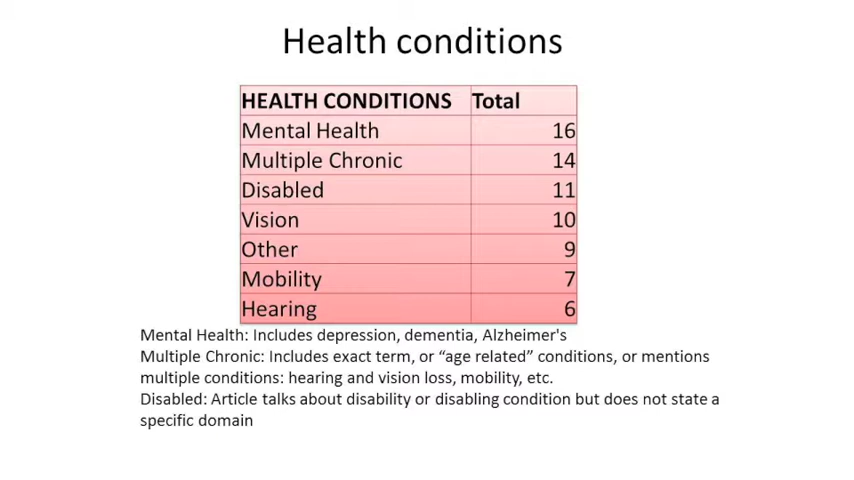 Health conditions
HEALTH CONDITIONS Total
Mental Health 16
Multiple Chronic 14
Disabled 11
Vision 10
Other 9
Mobility 7
Hearing 6
Mental Health: Includes depression, dementia, Alzheimer's
Multiple Chronic: Includes exact term, or “age related” conditions, or mentions
multiple conditions: hearing and vision loss, mobility, etc.
Disabled: Article talks about disability or disabling condition but does not state a
specific domain